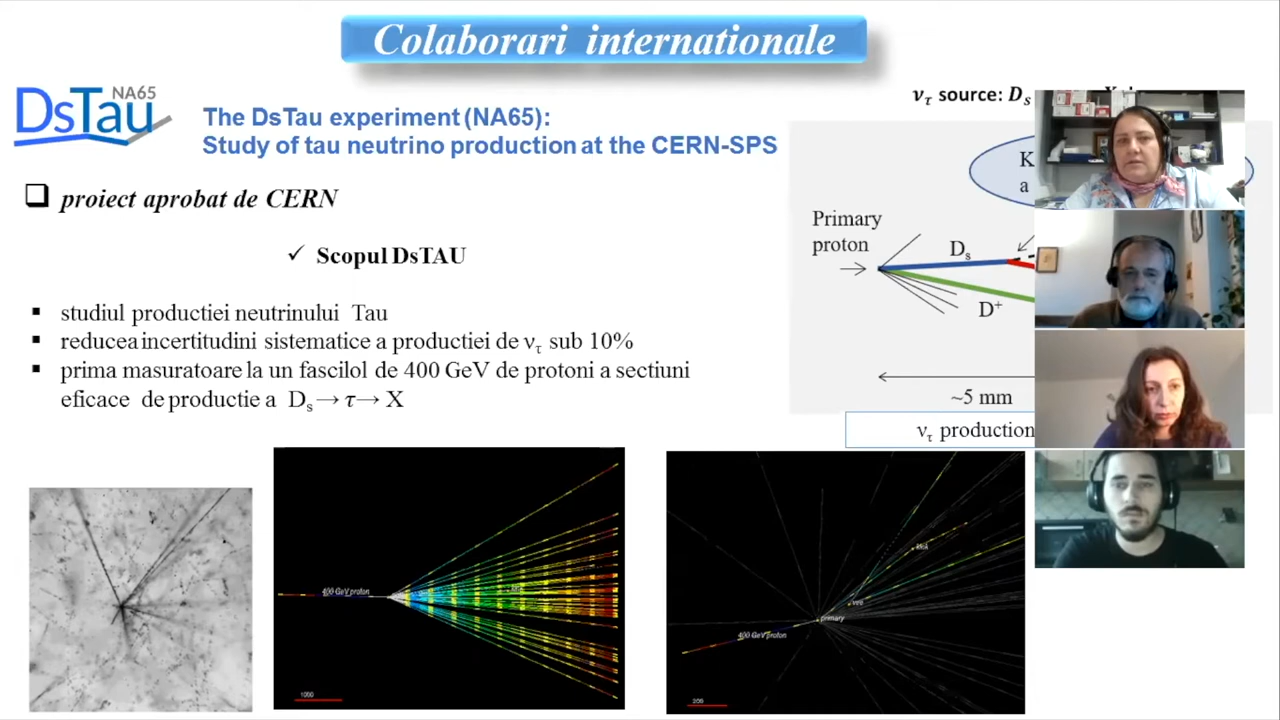 Colaborari internationale
DsTau NA65
The DsTau experiment (NA65):
Study of tau neutrino production at the CERN-SPS
proiect aprobat de CERN
Scopul DsTAU
studiul productiei neutrinului Tau
reducea incertitudini sistematice a productiei de ντ sub 10%
prima masuratoare la un fascilol de 400 GeV de protoni a sectiuni
eficace de productie a Ds→τ→X
ντ source: Ds
K
a
Primary
proton
Ds
D+
~5 mm
ντ production
400 GeV proton
1000
400 GeV proton
primary
vee
kink
200